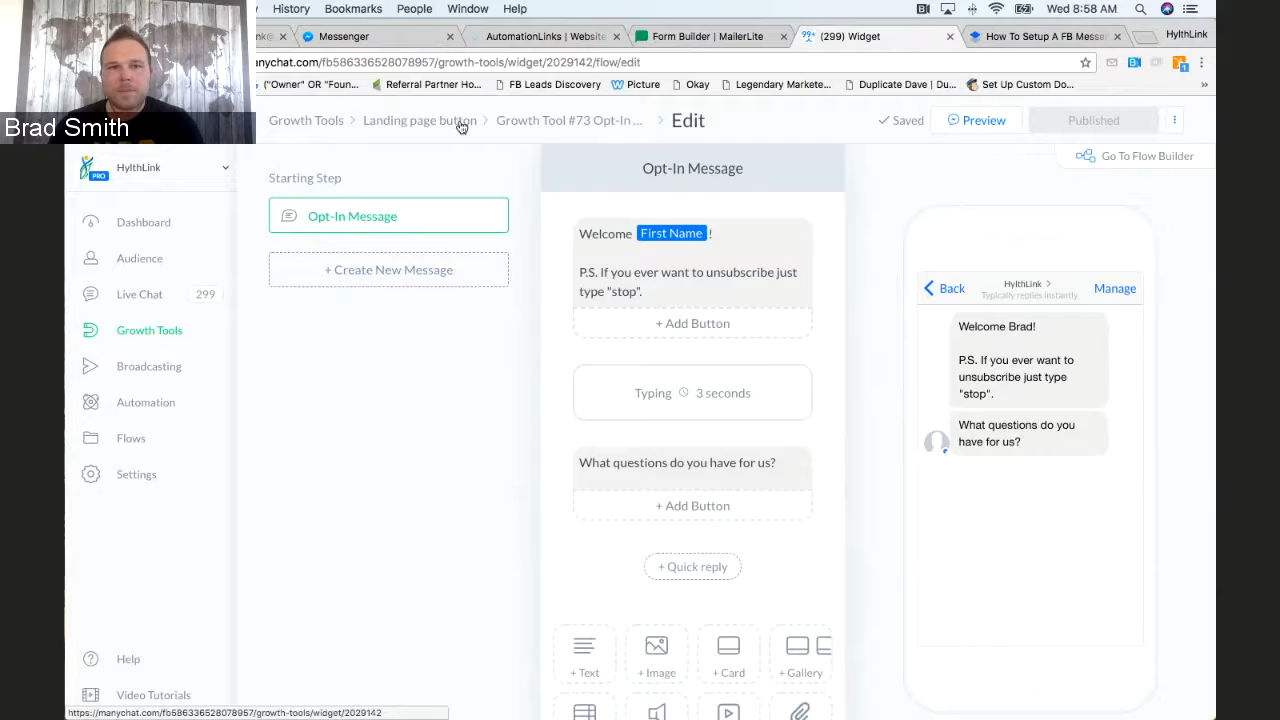 History Bookmarks People Window Help
Wed 8:58 AM
Messenger
AutomationLinks | Website
Form Builder | MailerLite
99+ (299) Widget
How To Setup A FB Messen
HylthLink
anychat.com/fb586336528078957/growth-tools/widget/2029142/flow/edit
("Owner" OR "Foun...
Referral Partner Ho...
FB Leads Discovery
Picture
Okay
Legendary Marketer...
Duplicate Dave | Du...
Set Up Custom Do...
»
Brad Smith
Growth Tools > Landing page button > Growth Tool #73 Opt-In ... > Edit
Saved
Preview
Published
Go To Flow Builder
HylthLink
PRO
Dashboard
Audience
Live Chat 299
Growth Tools
Broadcasting
Automation
Flows
Settings
Help
Video Tutorials
Starting Step
Opt-In Message
+ Create New Message
Opt-In Message
Welcome First Name !
P.S. If you ever want to unsubscribe just
type "stop".
+ Add Button
Typing 3 seconds
What questions do you have for us?
+ Add Button
+ Quick reply
+ Text
+ Image
+ Card
+ Gallery
Back
HylthLink >
Typically replies instantly
Manage
Welcome Brad!
P.S. If you ever want to
unsubscribe just type
"stop".
What questions do you
have for us?
https://manychat.com/fb586336528078957/growth-tools/widget/2029142